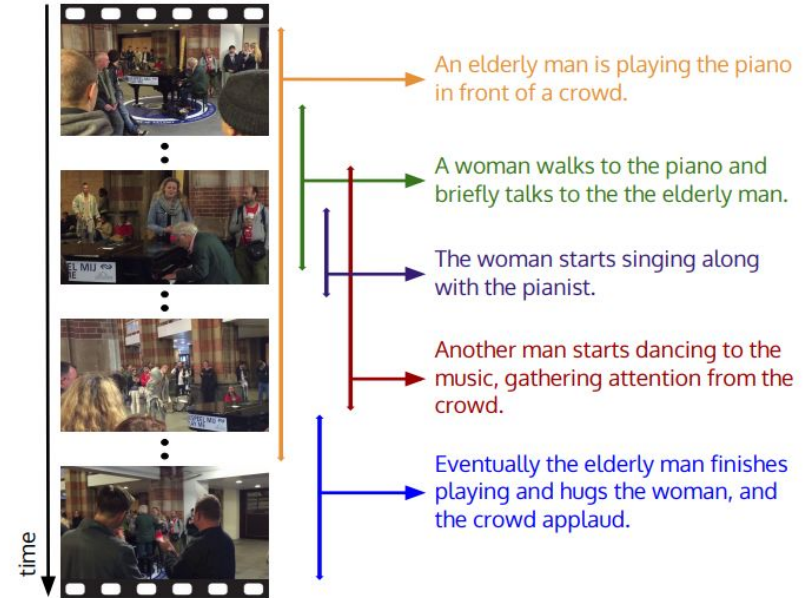 An elderly man is playing the piano
in front of a crowd.
A woman walks to the piano and
briefly talks to the the elderly man.
EL MIJ
ME
The woman starts singing along
with the pianist.
Another man starts dancing to the
music, gathering attention from the
crowd.
Eventually the elderly man finishes
playing and hugs the woman, and
the crowd applaud.
time